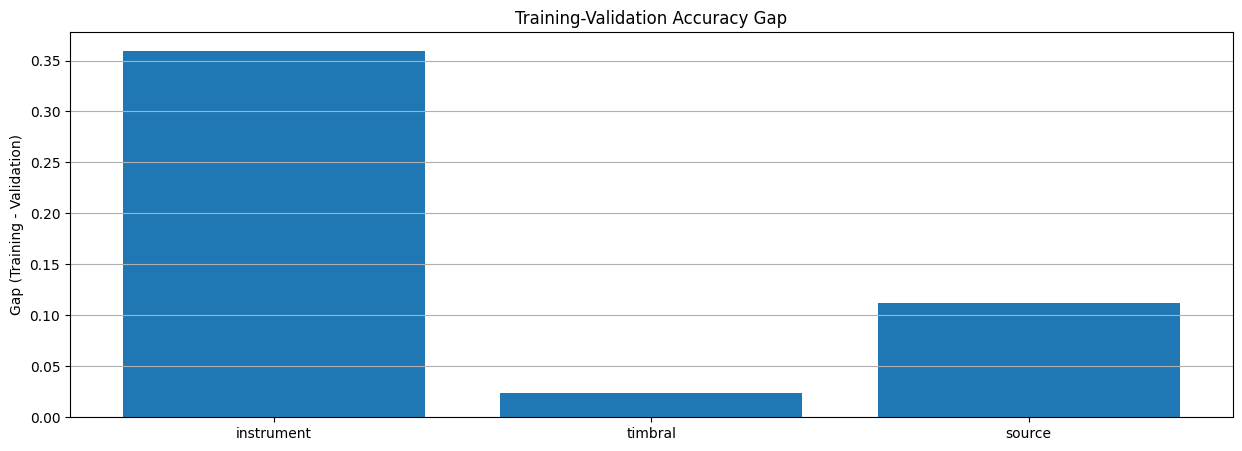 Training-Validation Accuracy Gap
Gap (Training - Validation)
0.35
0.30
0.25
0.20
0.15
0.10
0.05
0.00
instrument timbral source